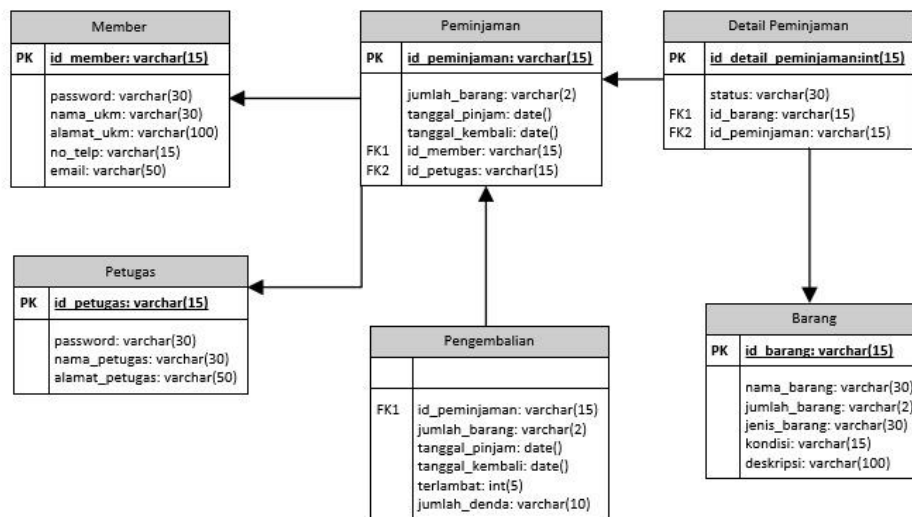 Member
PK id_member: varchar(15)
password: varchar(30)
nama_ukm: varchar(30)
alamat_ukm: varchar(100)
no_telp: varchar(15)
email: varchar(50)
Peminjaman
PK id_peminjaman: varchar(15)
jumlah_barang: varchar(2)
tanggal_pinjam: date()
tanggal_kembali: date()
FK1 id_member: varchar(15)
FK2 id_petugas: varchar(15)
Detail Peminjaman
PK id_detail_peminjaman:int(15)
status: varchar(30)
FK1 id_barang: varchar(15)
FK2 id_peminjaman: varchar(15)
Petugas
PK id_petugas: varchar(15)
password: varchar(30)
nama_petugas: varchar(30)
alamat_petugas: varchar(50)
Pengembalian
FK1 id_peminjaman: varchar(15)
jumlah_barang: varchar(2)
tanggal_pinjam: date()
tanggal_kembali: date()
terlambat: int(5)
jumlah_denda: varchar(10)
Barang
PK id_barang: varchar(15)
nama_barang: varchar(30)
jumlah_barang: varchar(2)
jenis_barang: varchar(30)
kondisi: varchar(15)
deskripsi: varchar(100)